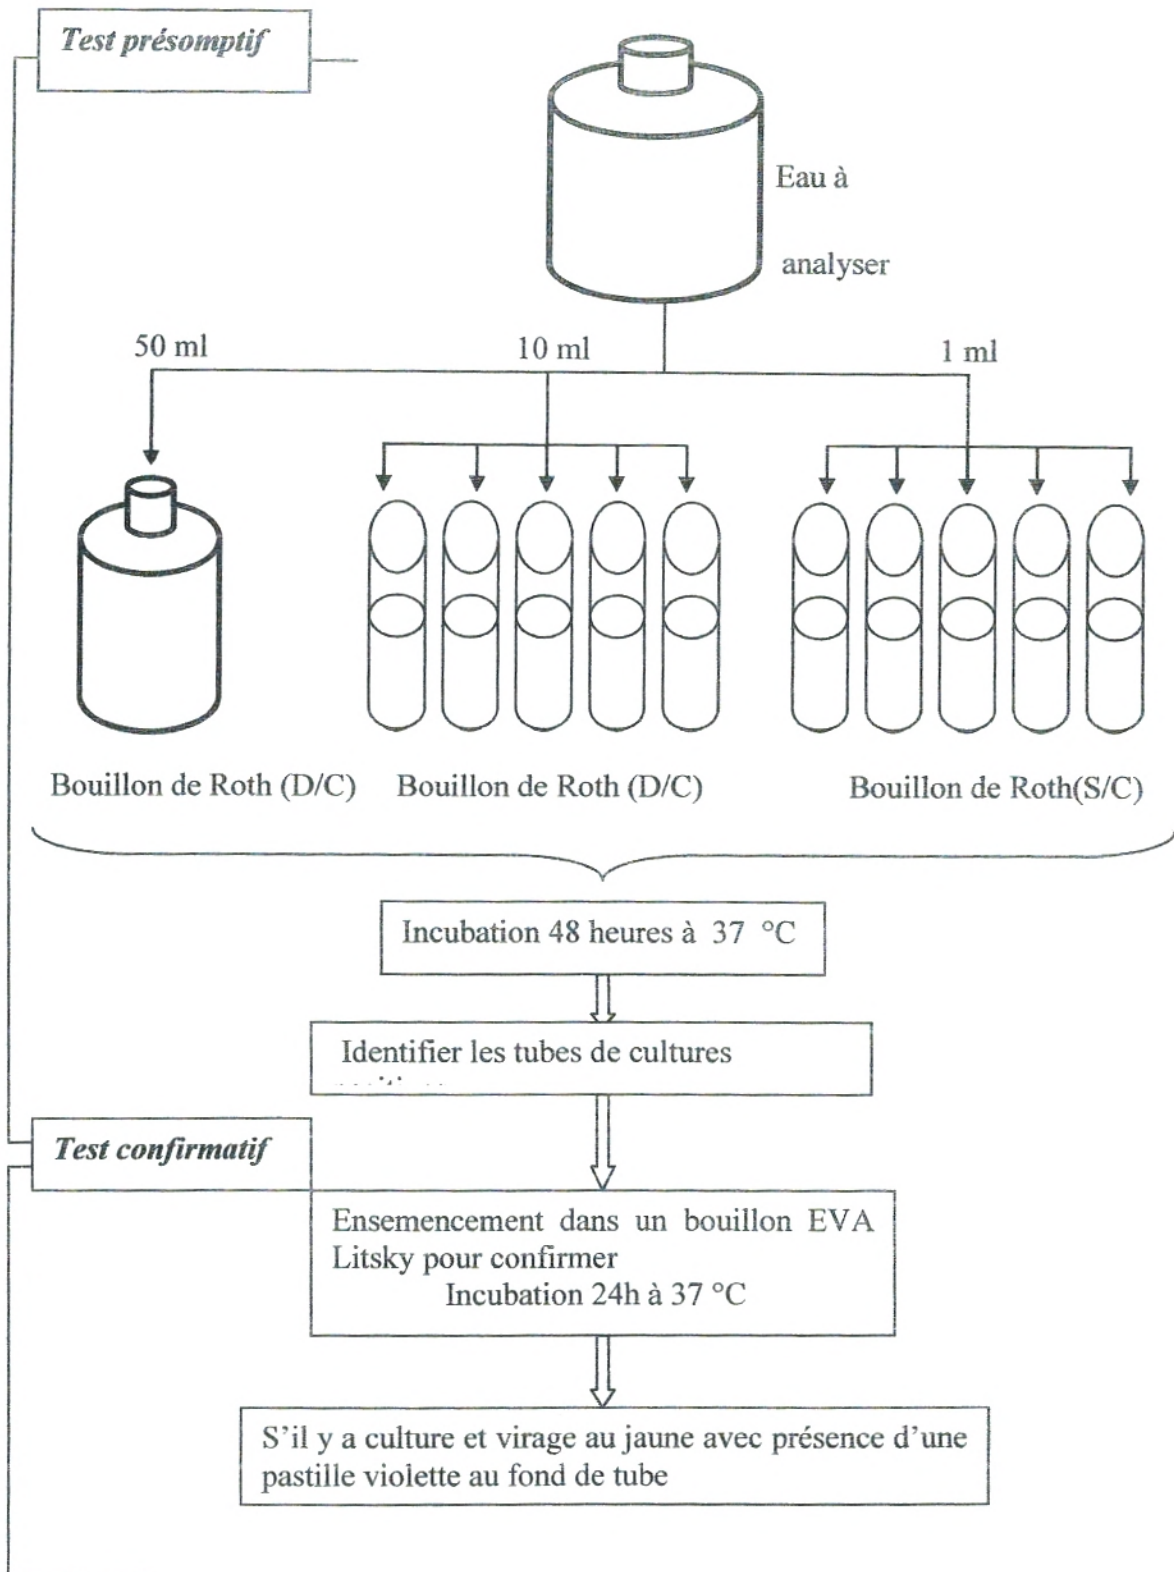 Test présomptif
Eau à
analyser
50 ml
10 ml
1 ml
Bouillon de Roth (D/C)
Bouillon de Roth (D/C)
Bouillon de Roth(S/C)
Incubation 48 heures à 37 °C
Identifier les tubes de cultures
Test confirmatif
Ensemencement dans un bouillon EVA
Litsky pour confirmer
Incubation 24h à 37 °C
S'il y a culture et virage au jaune avec présence d'une
pastille violette au fond de tube